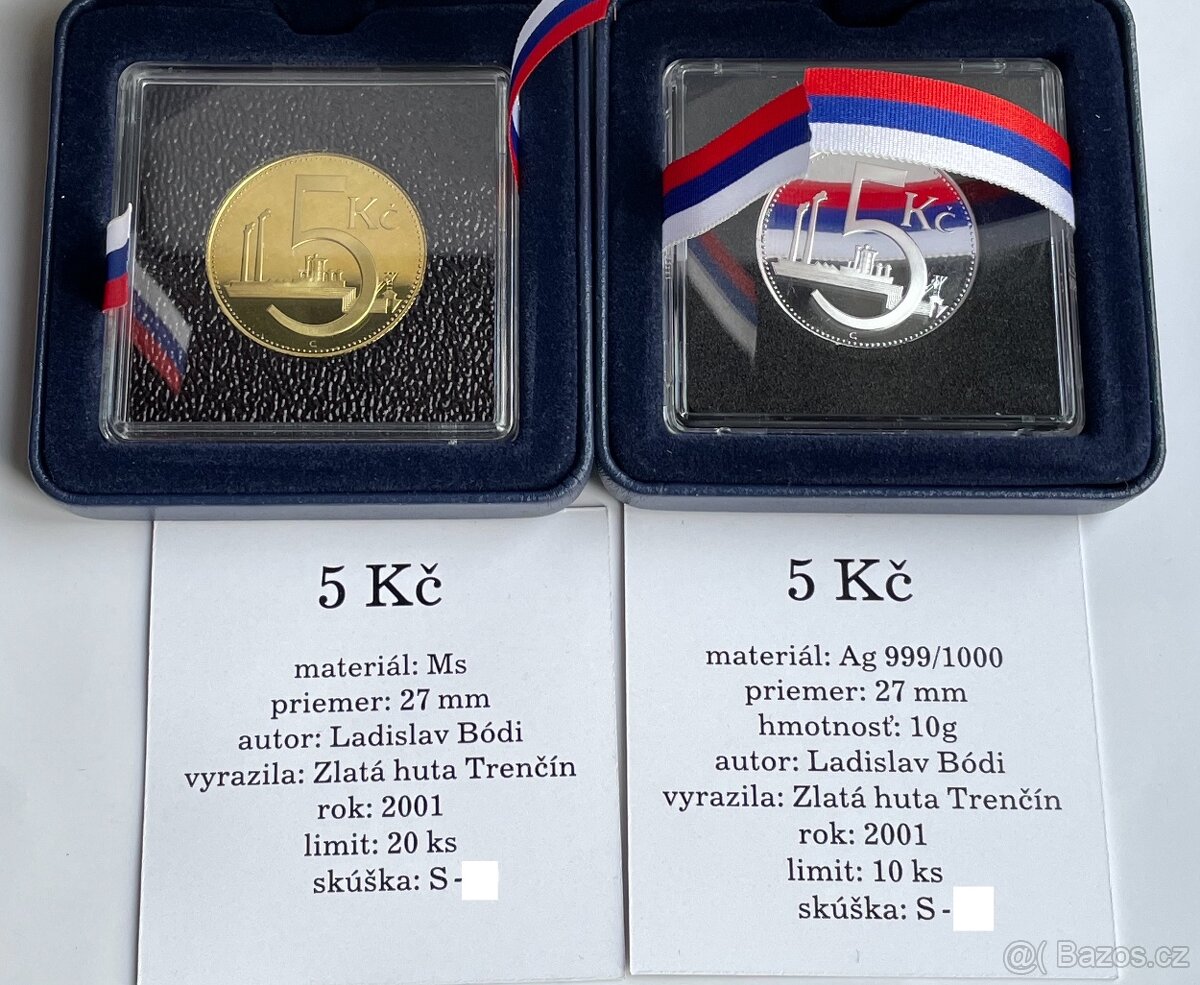 5 Kč
C
5 Kč
C
5 Kč
materiál: Ms
priemer: 27 mm
autor: Ladislav Bódi
vyrazila: Zlatá huta Trenčín
rok: 2001
limit: 20 ks
skúška: S -
5 Kč
materiál: Ag 999/1000
priemer: 27 mm
hmotnosť: 10g
autor: Ladislav Bódi
vyrazila: Zlatá huta Trenčín
rok: 2001
limit: 10 ks
skúška: S -
@( Bazos.cz